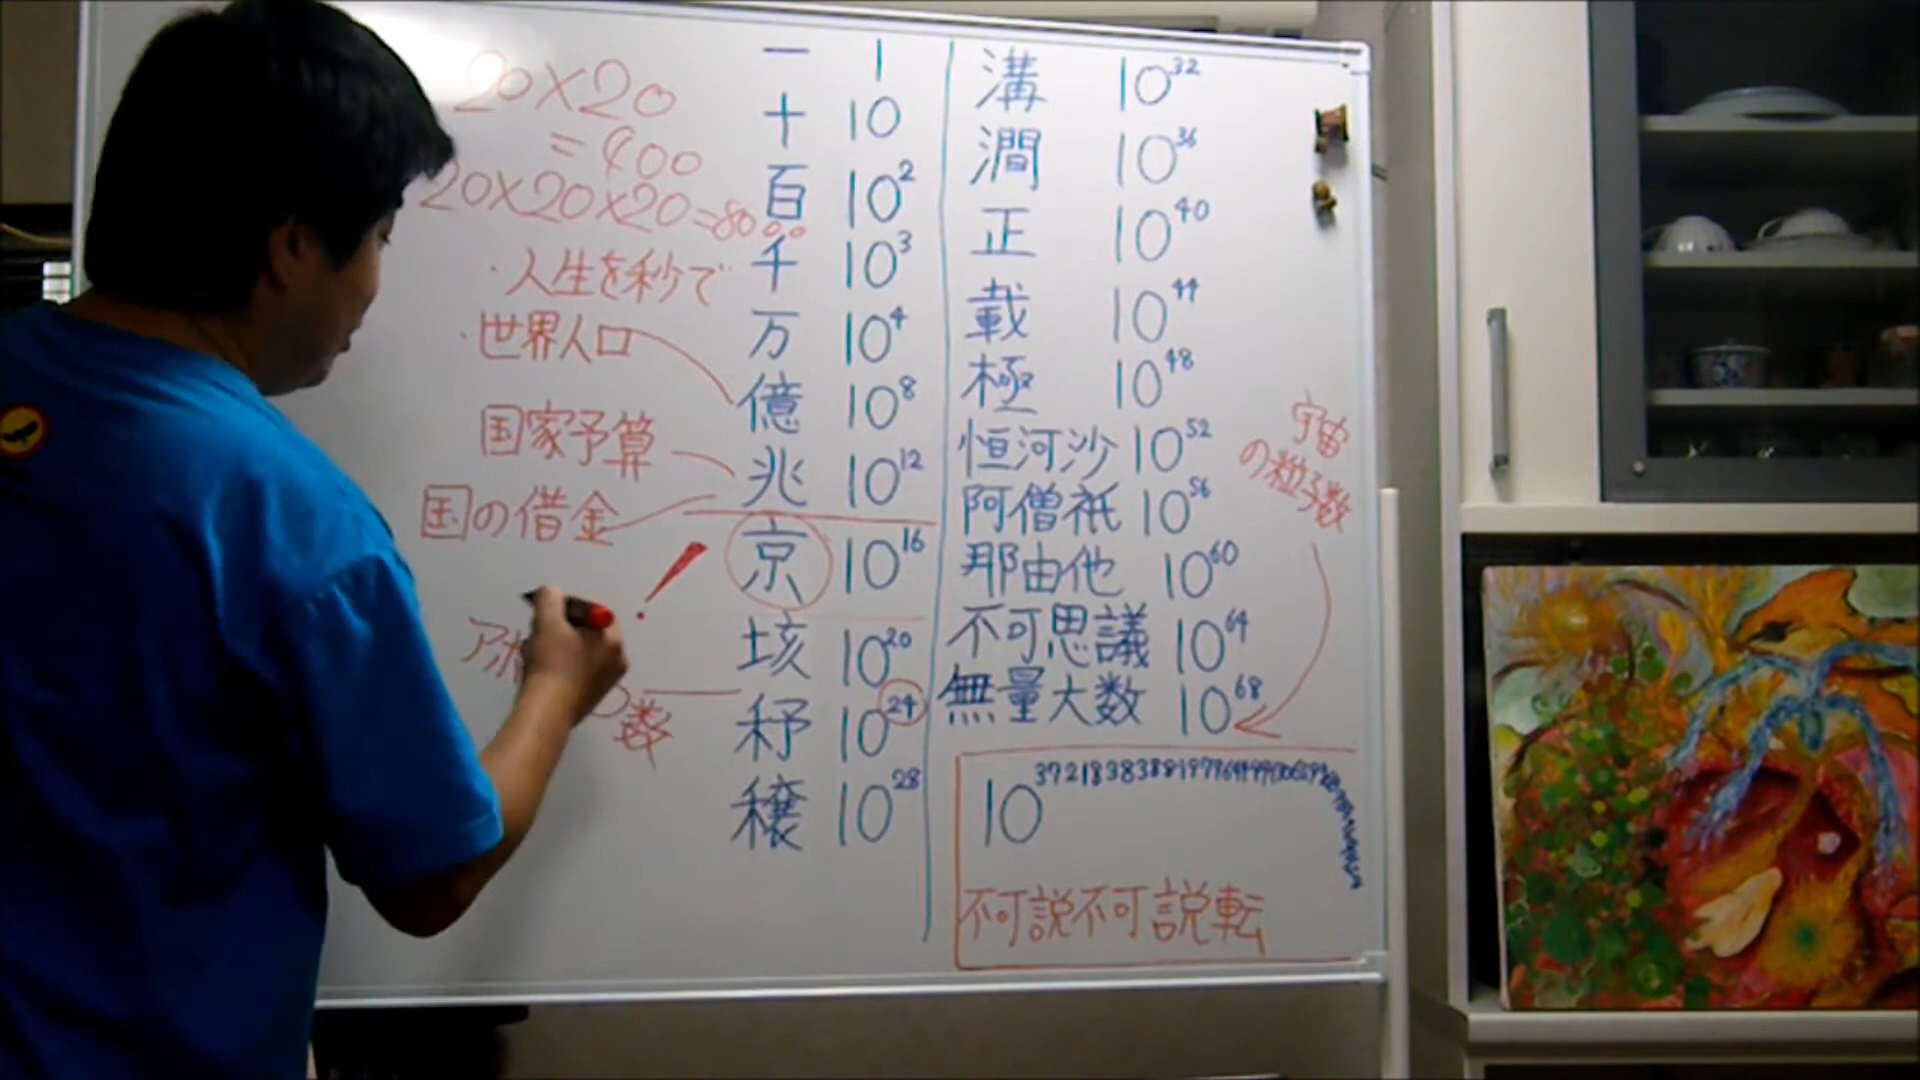 20×20
=400
20×20×20=8000
・人生を秒で
・世界人口
国家予算
国の借金
!
の数
一 1
十 10
百 10²
千 10³
万 10⁴
億 10⁸
兆 10¹²
京 10¹⁶
垓 10²⁰
秄 10²⁴
穣 10²⁸
溝 10³²
澗 10³⁶
正 10⁴⁰
載 10⁴⁴
極 10⁴⁸
恒河沙 10⁵²
阿僧祇 10⁵⁶
那由他 10⁶⁰
不可思議 10⁶⁴
無量大数 10⁶⁸
宇宙
の粒子数
10
不可説不可説転